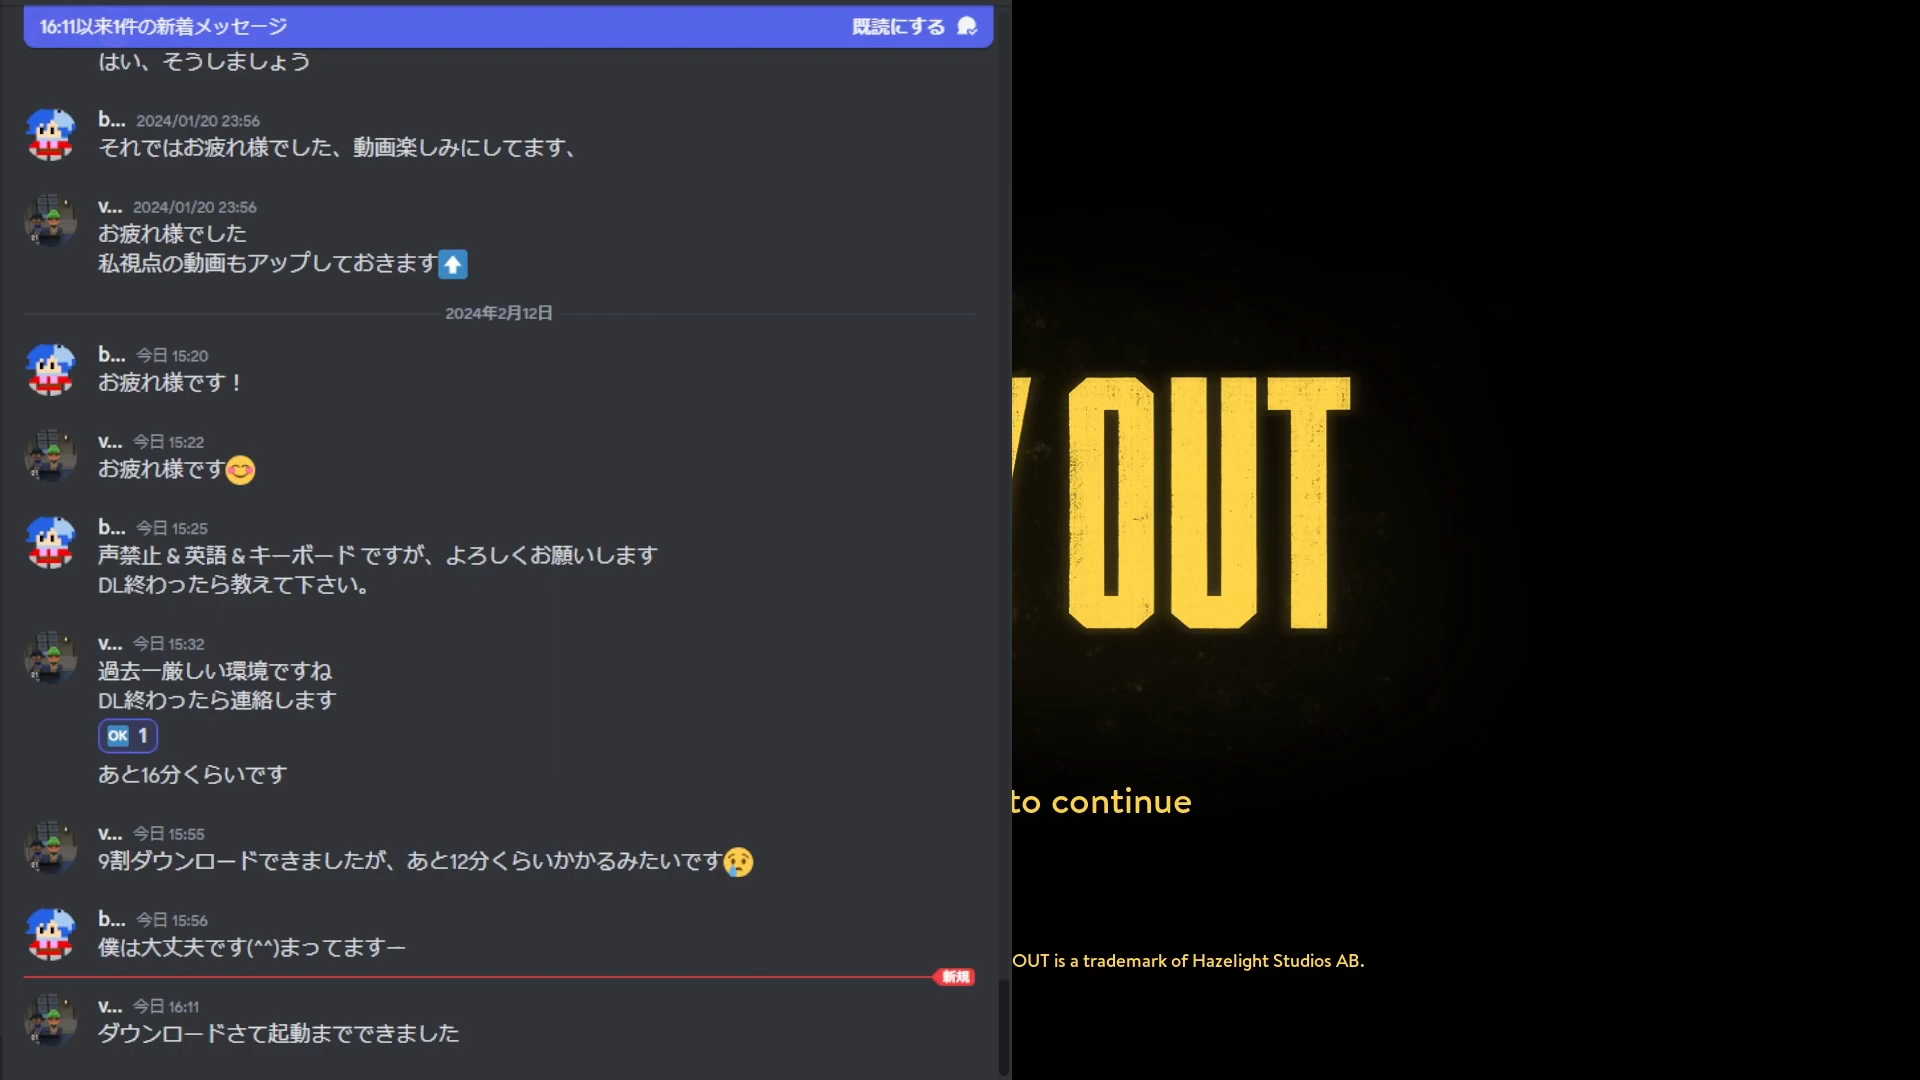 16:11以来1件の新着メッセージ 既読にする
はい、そうしましょう
b... 2024/01/20 23:56
それではお疲れ様でした、動画楽しみにしてます、
v... 2024/01/20 23:56
お疲れ様でした
私視点の動画もアップしておきます⬆️
2024年2月12日
b... 今日 15:20
お疲れ様です！
v... 今日 15:22
お疲れ様です😊
b... 今日 15:25
声禁止 & 英語 & キーボード ですが、よろしくお願いします
DL終わったら教えて下さい。
v... 今日 15:32
過去一厳しい環境ですね
DL終わったら連絡します
🆗 1
あと16分くらいです
v... 今日 15:55
9割ダウンロードできましたが、あと12分くらいかかるみたいです😢
b... 今日 15:56
僕は大丈夫です(^^)まってますー
新規
v... 今日 16:11
ダウンロードさて起動までできました
OUT
to continue
OUT is a trademark of Hazelight Studios AB.